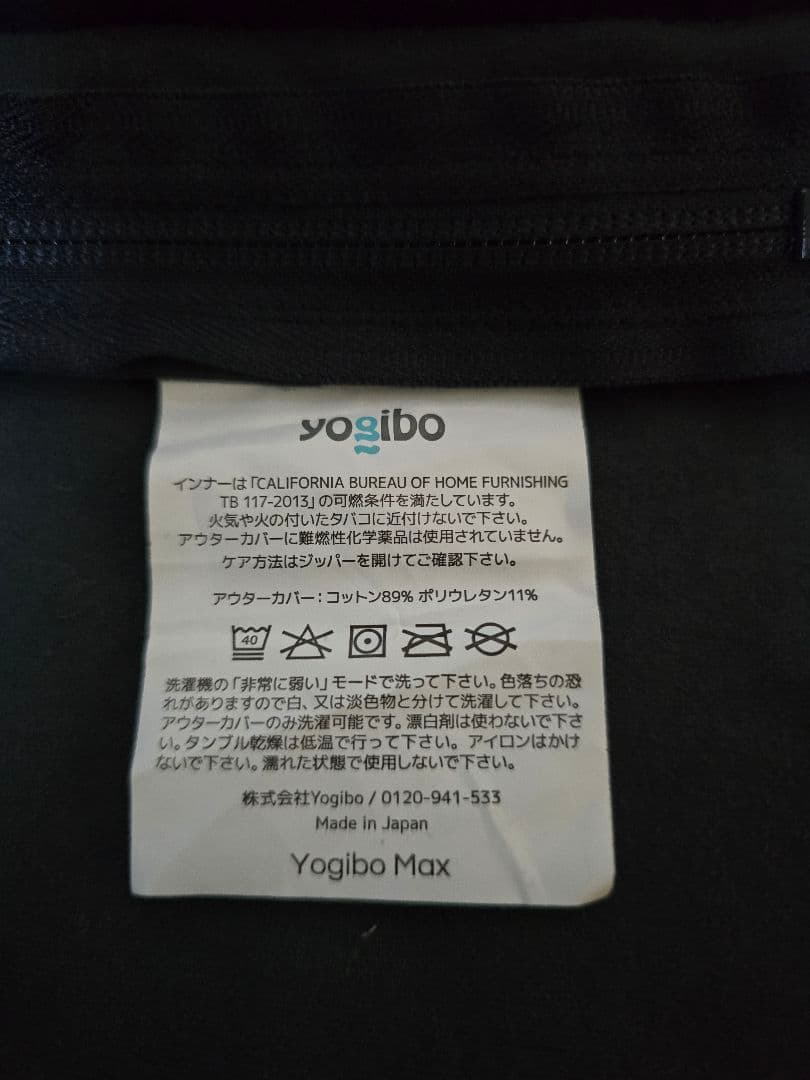 yogibo
インナーは「CALIFORNIA BUREAU OF HOME FURNISHING
TB 117-2013」の可燃条件を満たしています。
火気や火の付いたタバコに近付けないで下さい。
アウターカバーに難燃性化学薬品は使用されていません。
ケア方法はジッパーを開けてご確認下さい。
アウターカバー：コットン89% ポリウレタン11%
40
洗濯機の「非常に弱い」モードで洗って下さい。色落ちの恐
れがありますので白、又は淡色物と分けて洗濯して下さい。
アウターカバーのみ洗濯可能です。漂白剤は使わないで下さ
い。タンブル乾燥は低温で行って下さい。アイロンはかけ
ないで下さい。濡れた状態で使用しないで下さい。
株式会社Yogibo / 0120-941-533
Made in Japan
Yogibo Max